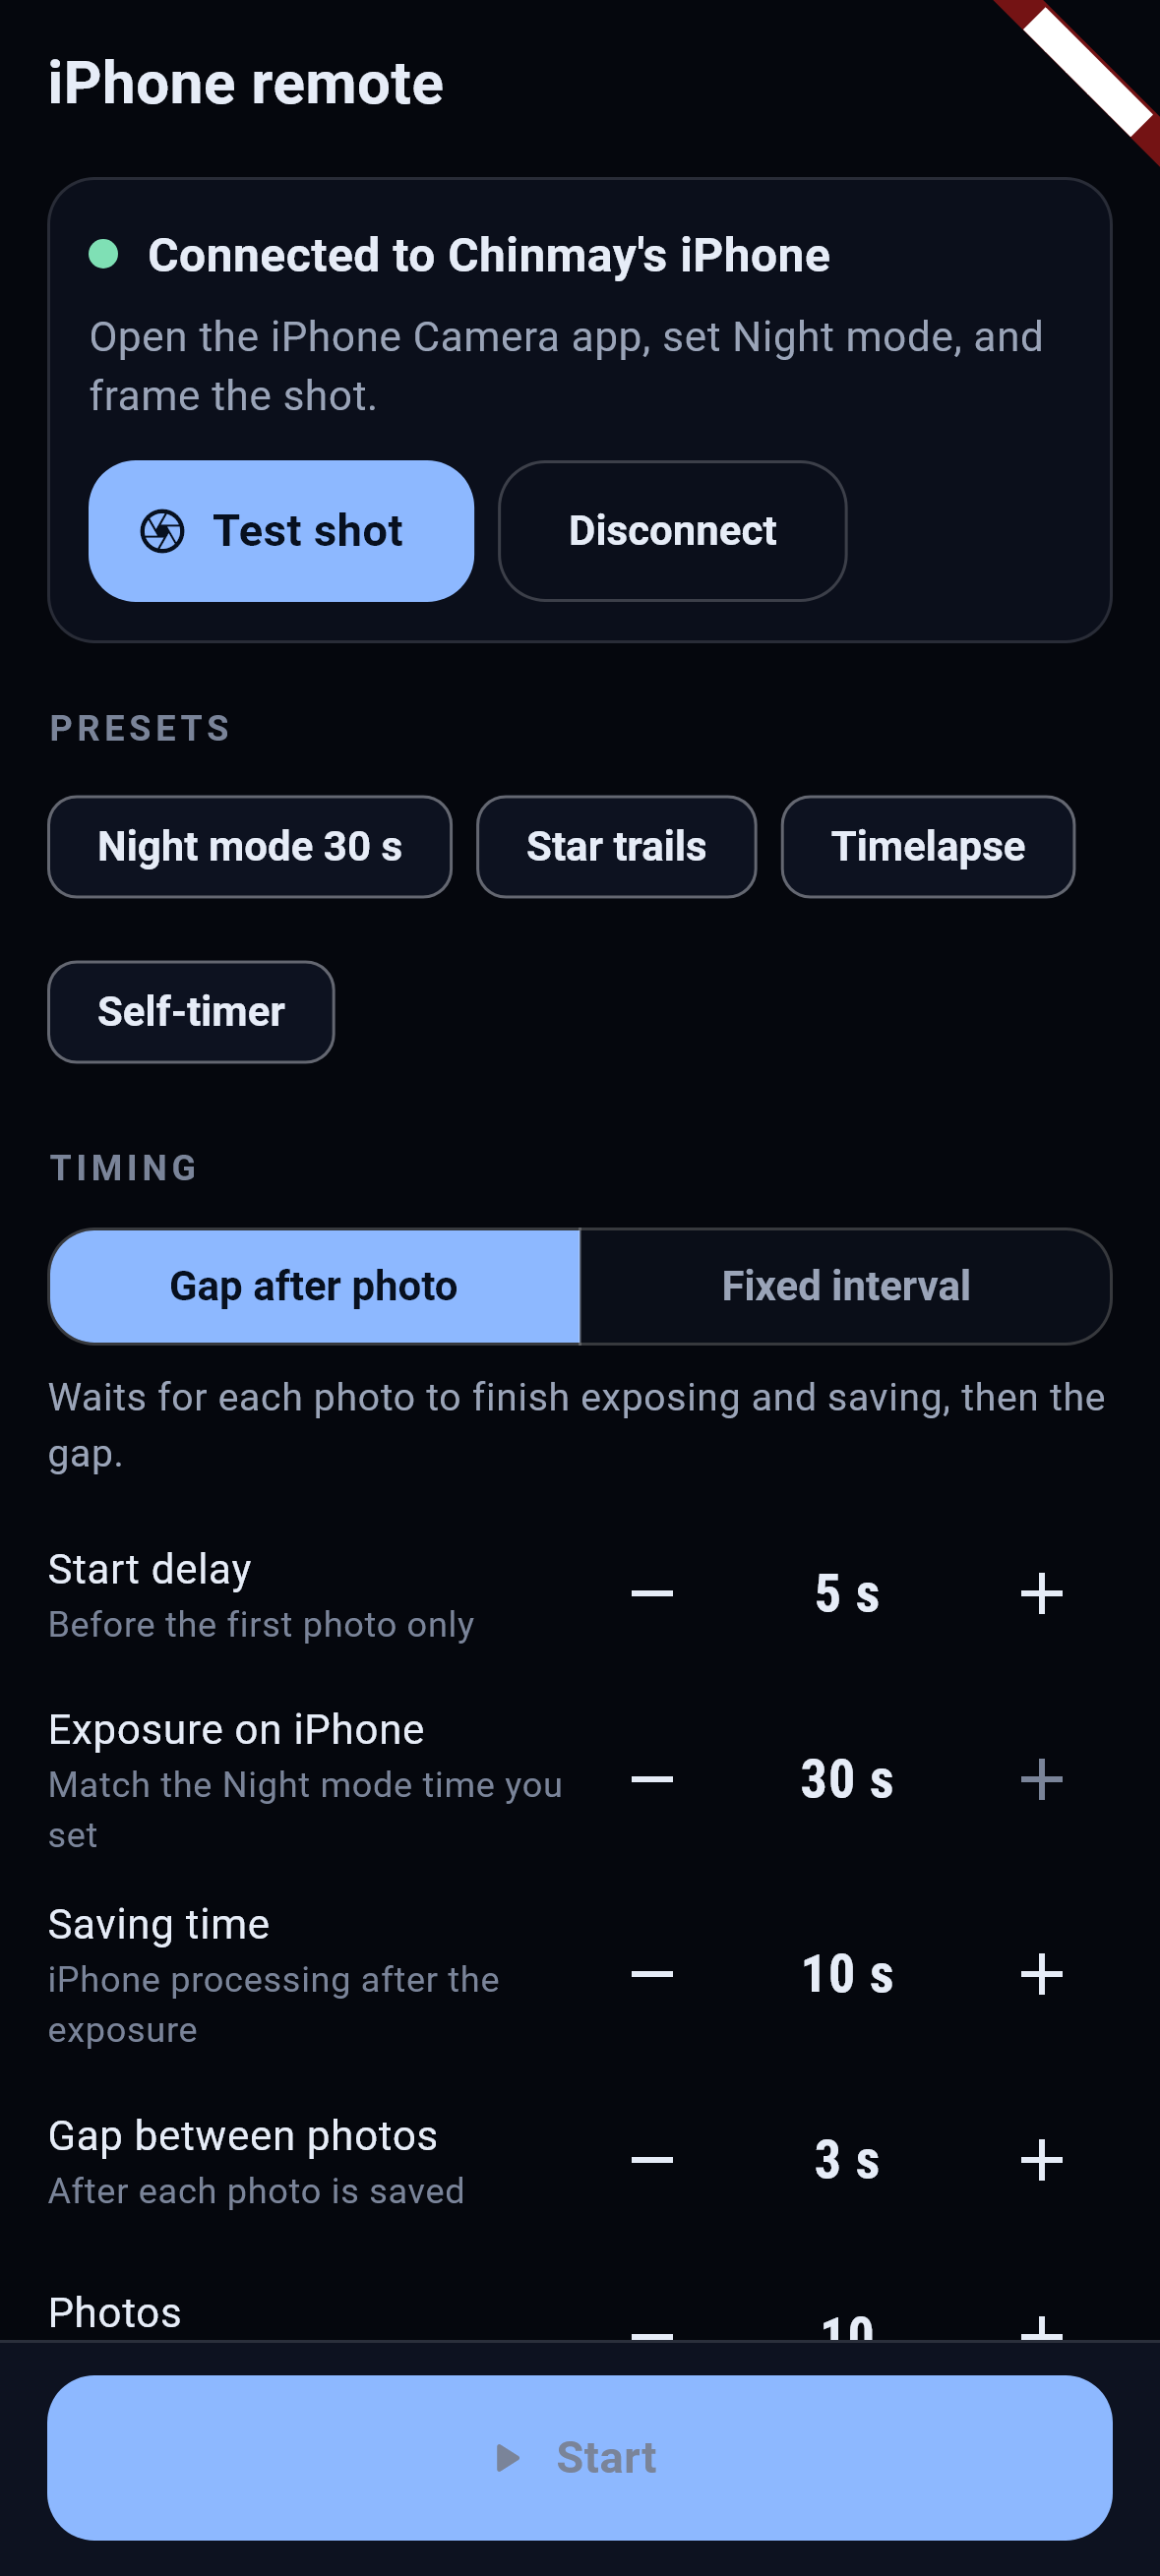 iPhone remote
Connected to Chinmay's iPhone
Open the iPhone Camera app, set Night mode, and
frame the shot.
Test shot
Disconnect
PRESETS
Night mode 30 s
Star trails
Timelapse
Self-timer
TIMING
Gap after photo
Fixed interval
Waits for each photo to finish exposing and saving, then the
gap.
Start delay
Before the first photo only
5 s
Exposure on iPhone
Match the Night mode time you
set
30 s
Saving time
iPhone processing after the
exposure
10 s
Gap between photos
After each photo is saved
3 s
Photos
10
Start